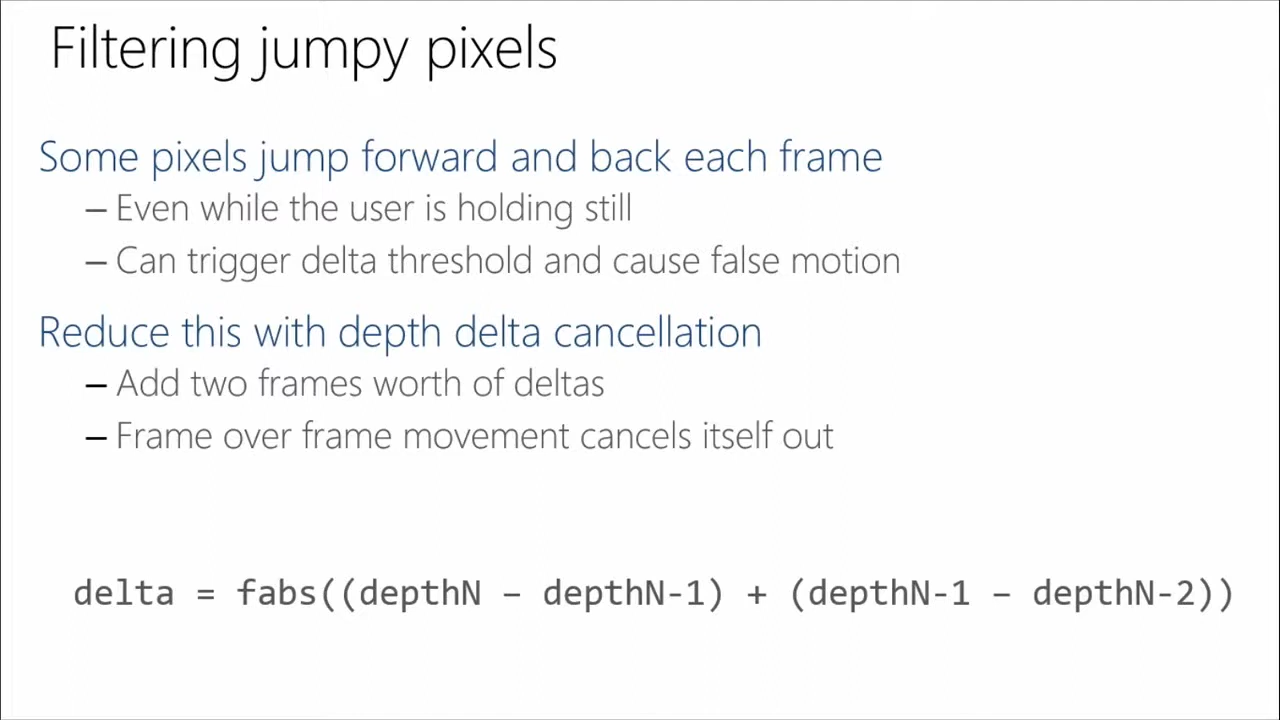 Filtering jumpy pixels
Some pixels jump forward and back each frame
– Even while the user is holding still
– Can trigger delta threshold and cause false motion
Reduce this with depth delta cancellation
– Add two frames worth of deltas
– Frame over frame movement cancels itself out
delta = fabs((depthN – depthN-1) + (depthN-1 – depthN-2))